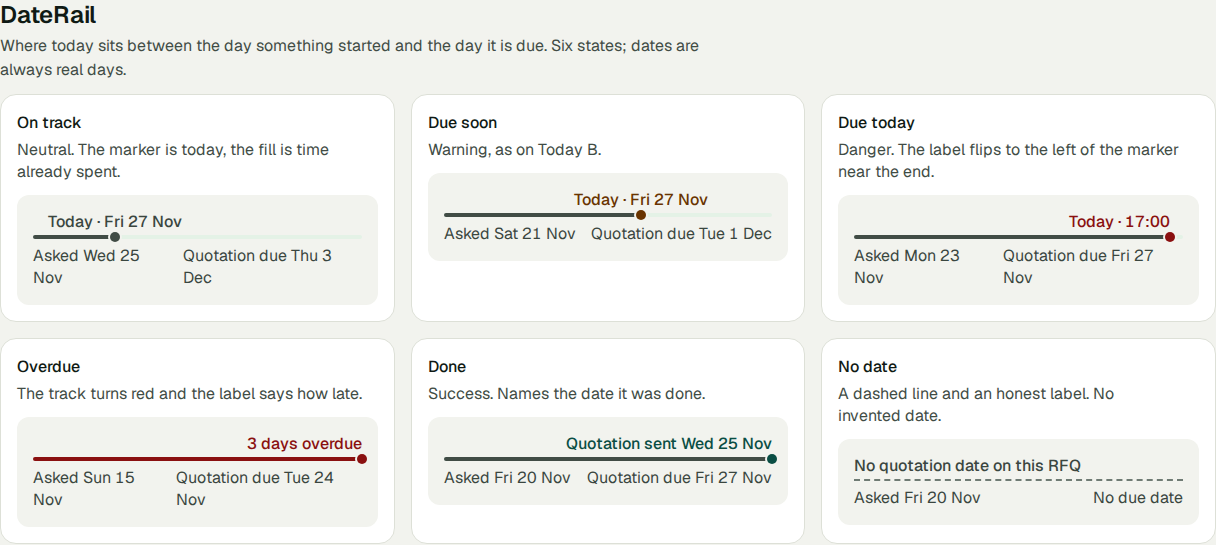 DateRail
Where today sits between the day something started and the day it is due. Six states; dates are
always real days.
On track
Neutral. The marker is today, the fill is time
already spent.
Today · Fri 27 Nov
Asked Wed 25
Nov
Quotation due Thu 3
Dec
Due soon
Warning, as on Today B.
Today · Fri 27 Nov
Asked Sat 21 Nov
Quotation due Tue 1 Dec
Due today
Danger. The label flips to the left of the marker
near the end.
Today · 17:00
Asked Mon 23
Nov
Quotation due Fri 27
Nov
Overdue
The track turns red and the label says how late.
3 days overdue
Asked Sun 15
Nov
Quotation due Tue 24
Nov
Done
Success. Names the date it was done.
Quotation sent Wed 25 Nov
Asked Fri 20 Nov
Quotation due Fri 27 Nov
No date
A dashed line and an honest label. No
invented date.
No quotation date on this RFQ
Asked Fri 20 Nov
No due date